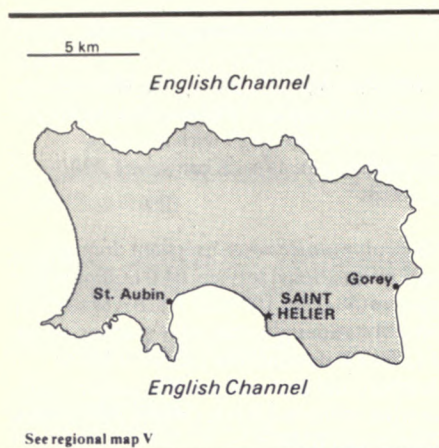 5 km
English Channel
Gorey
St. Aubin
SAINT
HELIER
English Channel
See regional map V